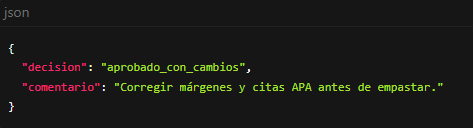 json
{
"decision": "aprobado_con_cambios",
"comentario": "Corregir márgenes y citas APA antes de empastar."
}